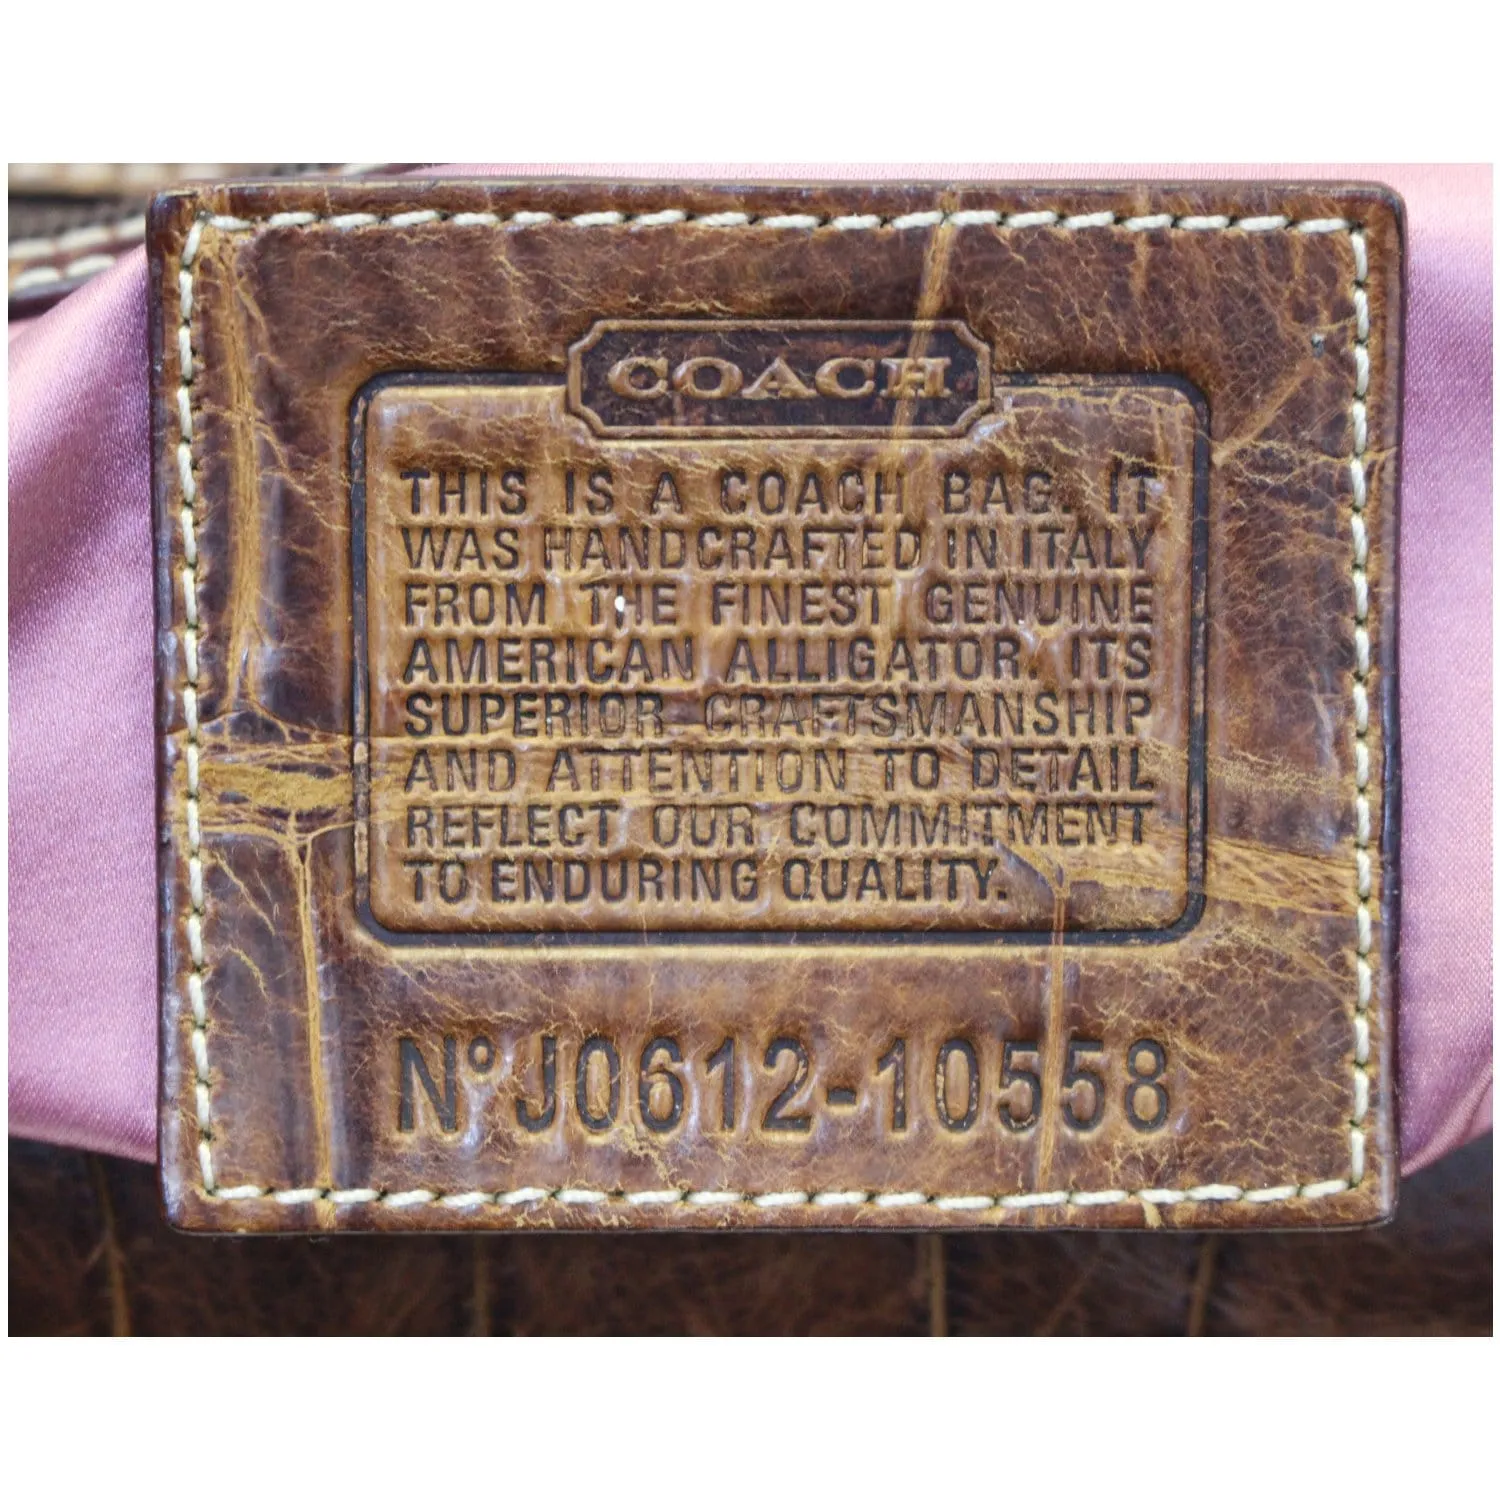 COACH
THIS IS A COACH BAG. IT
WAS HANDCRAFTED IN ITALY
FROM THE FINEST GENUINE
AMERICAN ALLIGATOR. ITS
SUPERIOR CRAFTSMANSHIP
AND ATTENTION TO DETAIL
REFLECT OUR COMMITMENT
TO ENDURING QUALITY.
Nº J0612-10558